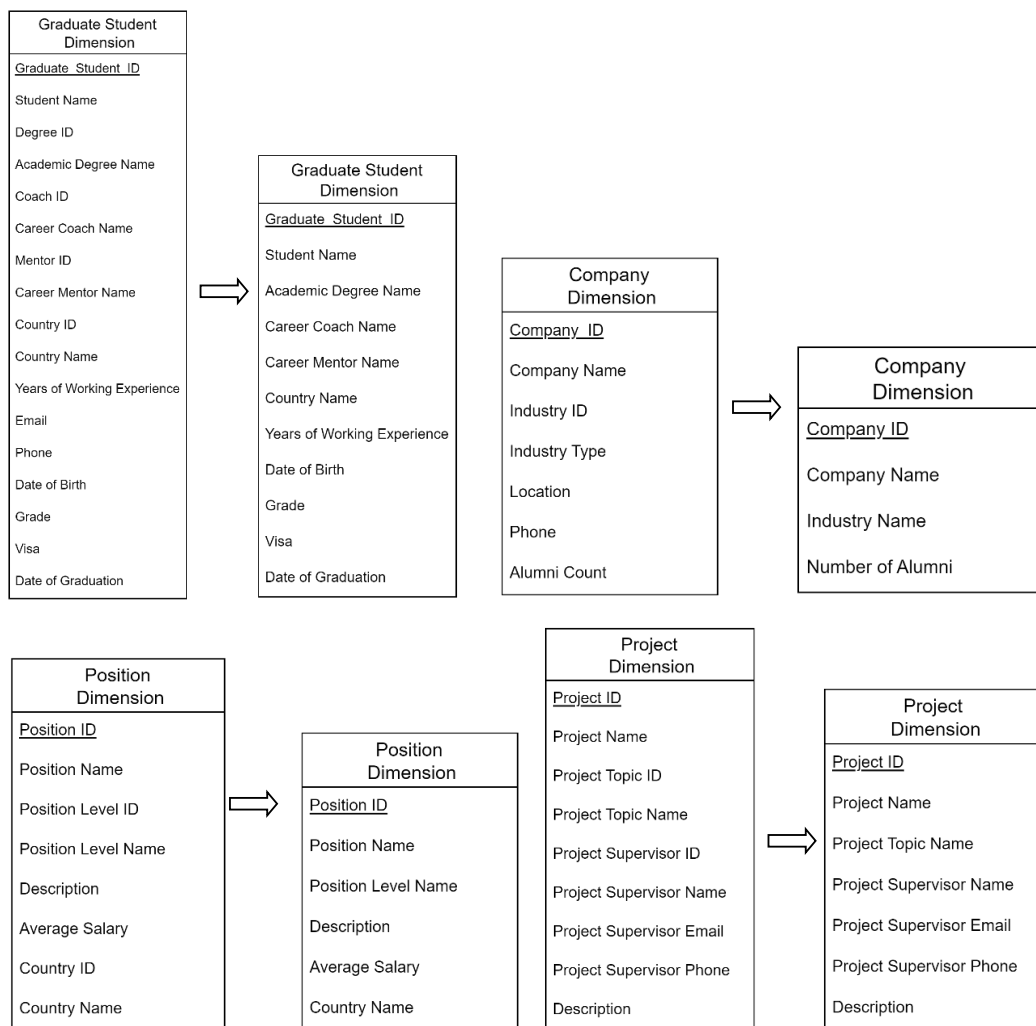 Graduate Student
Dimension
Graduate_Student_ID
Student Name
Degree ID
Academic Degree Name
Coach ID
Career Coach Name
Mentor ID
Career Mentor Name
Country ID
Country Name
Years of Working Experience
Email
Phone
Date of Birth
Grade
Visa
Date of Graduation
Graduate Student
Dimension
Graduate_Student_ID
Student Name
Academic Degree Name
Career Coach Name
Career Mentor Name
Country Name
Years of Working Experience
Date of Birth
Grade
Visa
Date of Graduation
Company
Dimension
Company_ID
Company Name
Industry ID
Industry Type
Location
Phone
Alumni Count
Company
Dimension
Company ID
Company Name
Industry Name
Number of Alumni
Position
Dimension
Position ID
Position Name
Position Level ID
Position Level Name
Description
Average Salary
Country ID
Country Name
Position
Dimension
Position ID
Position Name
Position Level Name
Description
Average Salary
Country Name
Project
Dimension
Project ID
Project Name
Project Topic ID
Project Topic Name
Project Supervisor ID
Project Supervisor Name
Project Supervisor Email
Project Supervisor Phone
Description
Project
Dimension
Project ID
Project Name
Project Topic Name
Project Supervisor Name
Project Supervisor Email
Project Supervisor Phone
Description